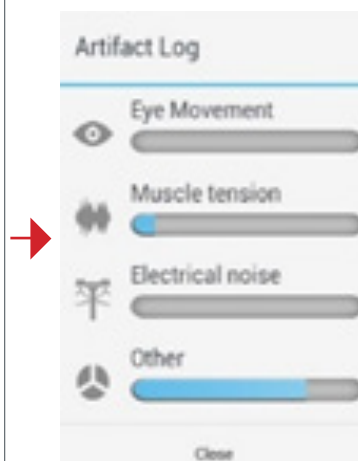 Artifact Log
Eye Movement
Muscle tension
Electrical noise
Other
Close